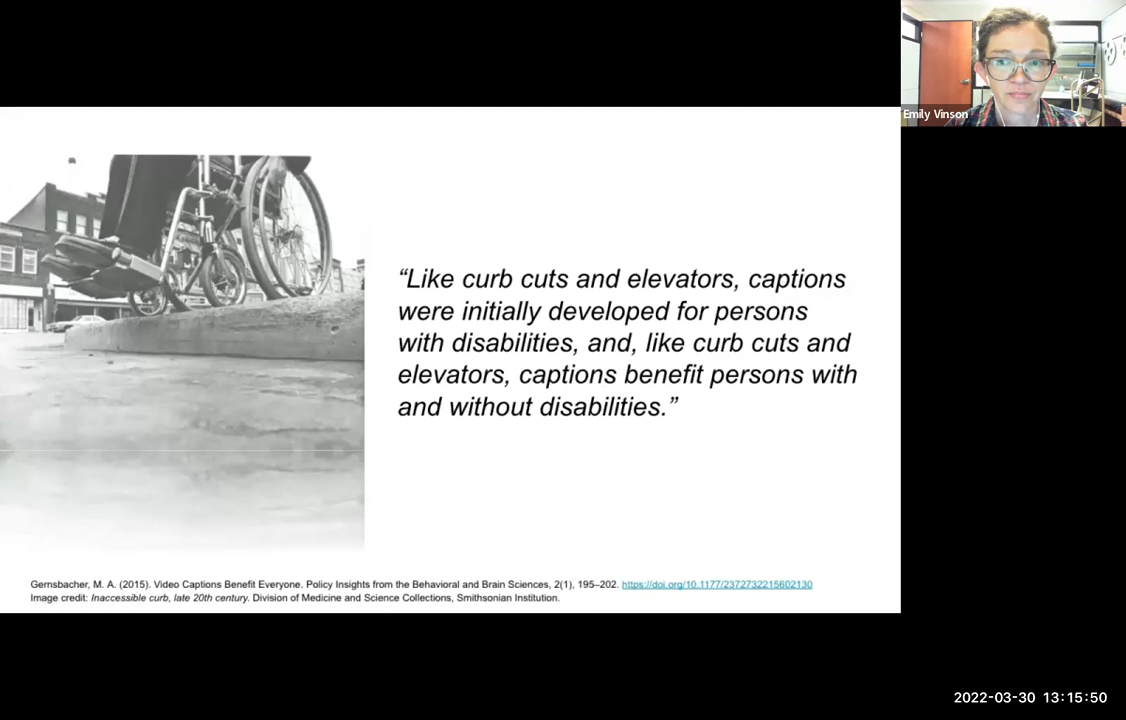 Emily Vinson
“Like curb cuts and elevators, captions
were initially developed for persons
with disabilities, and, like curb cuts and
elevators, captions benefit persons with
and without disabilities.”
Gernsbacher, M. A. (2015). Video Captions Benefit Everyone. Policy Insights from the Behavioral and Brain Sciences, 2(1), 195–202. https://doi.org/10.1177/2372732215602130
Image credit: Inaccessible curb, late 20th century. Division of Medicine and Science Collections, Smithsonian Institution.
2022-03-30 13:15:50